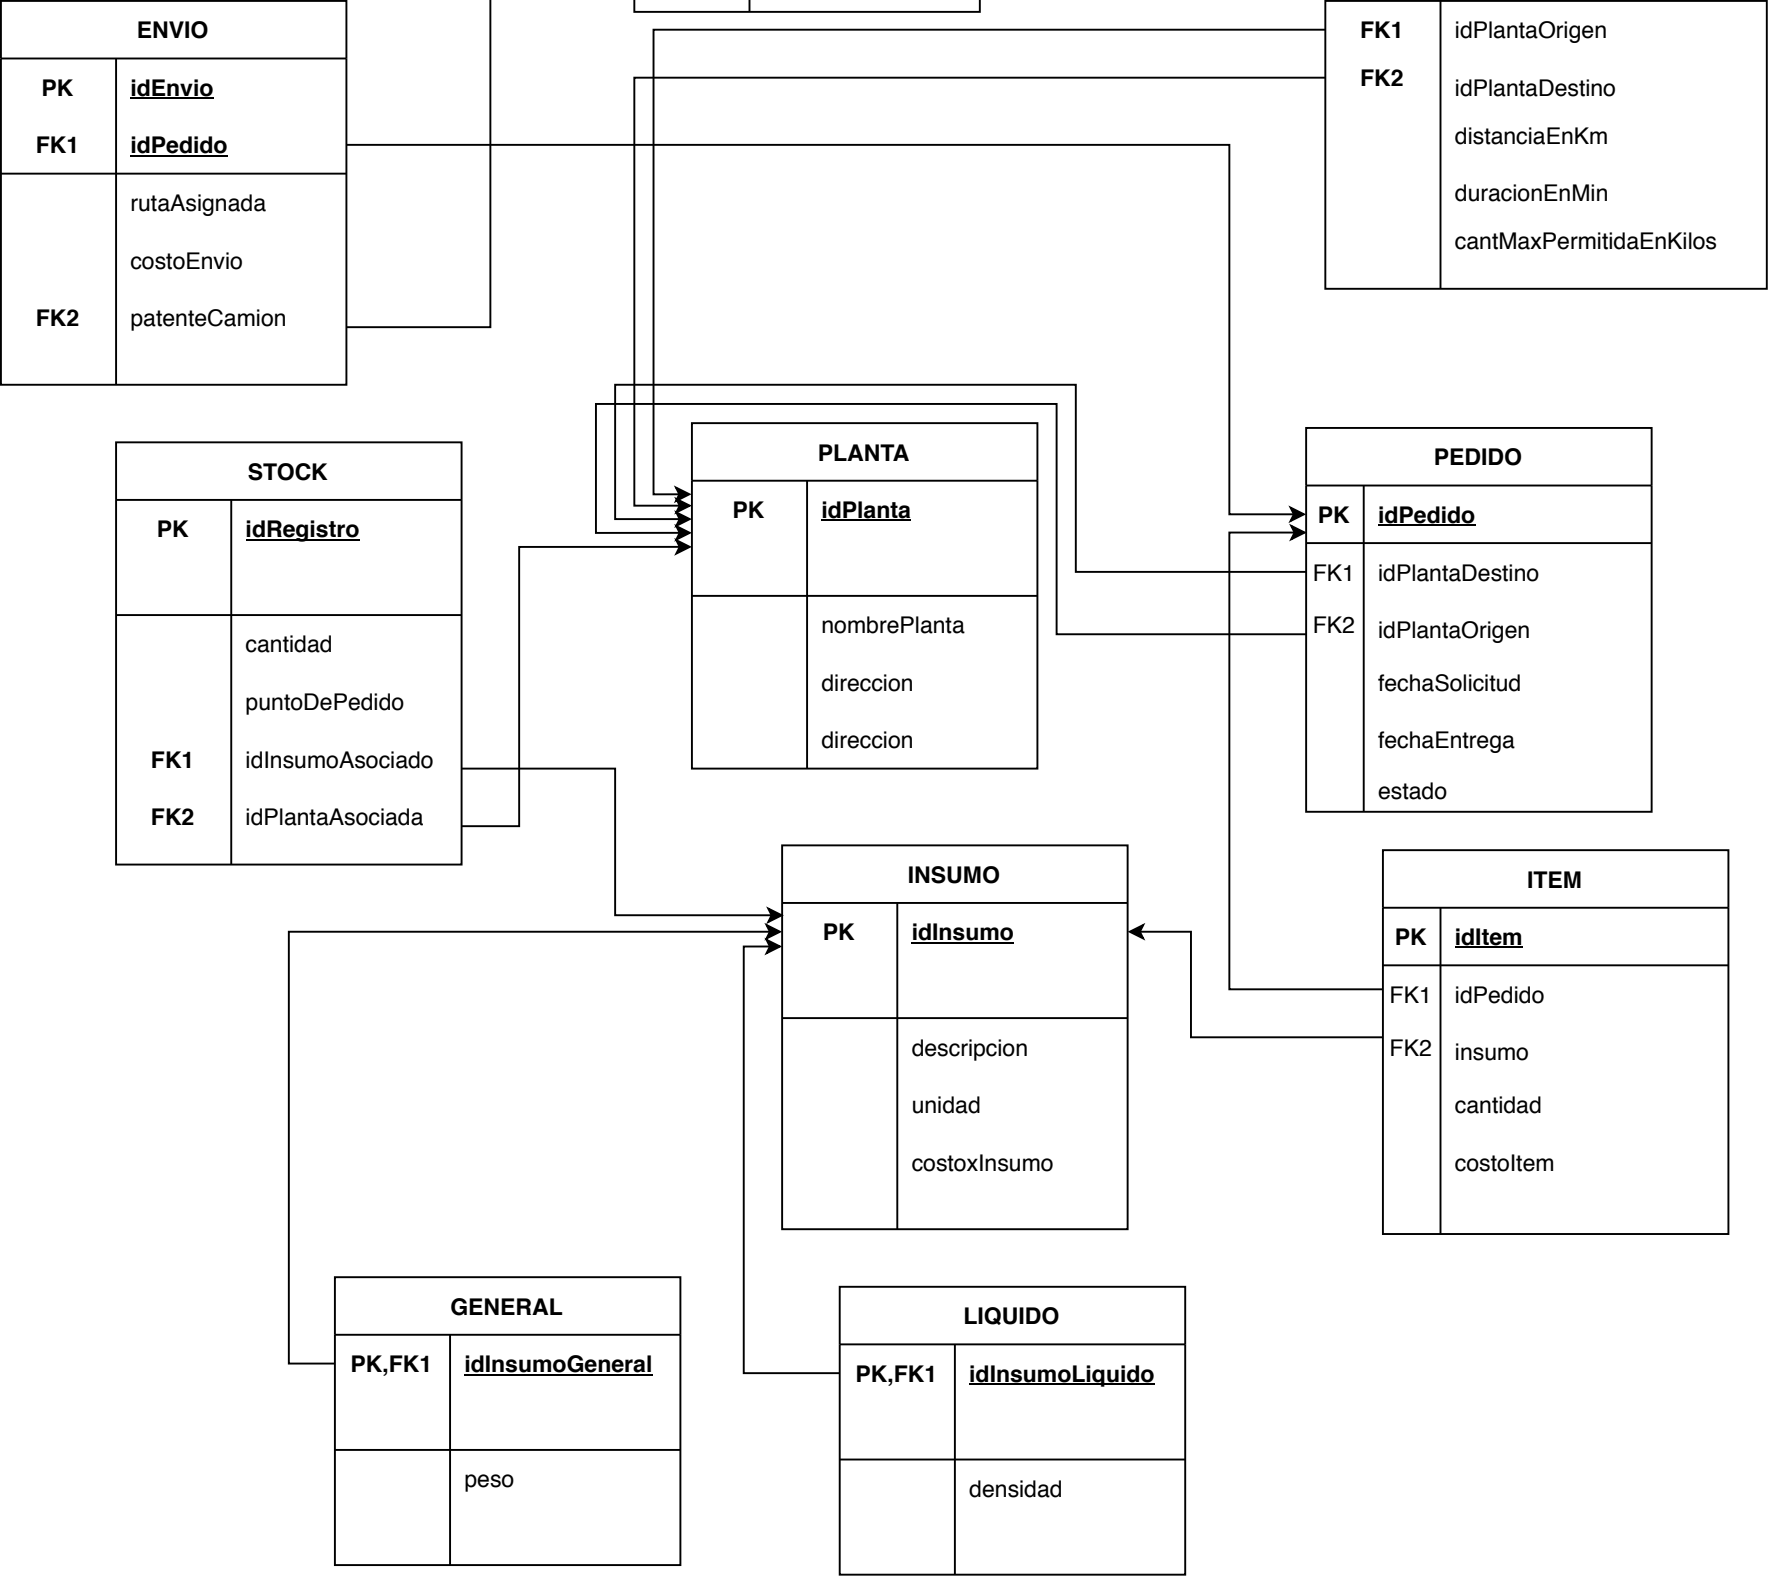 ENVIO
PK idEnvio
FK1 idPedido
rutaAsignada
costoEnvio
FK2 patenteCamion
FK1 idPlantaOrigen
FK2 idPlantaDestino
distanciaEnKm
duracionEnMin
cantMaxPermitidaEnKilos
STOCK
PK idRegistro
cantidad
puntoDePedido
FK1 idInsumoAsociado
FK2 idPlantaAsociada
PLANTA
PK idPlanta
nombrePlanta
direccion
direccion
PEDIDO
PK idPedido
FK1 idPlantaDestino
FK2 idPlantaOrigen
fechaSolicitud
fechaEntrega
estado
INSUMO
PK idInsumo
descripcion
unidad
costoxInsumo
ITEM
PK idItem
FK1 idPedido
FK2 insumo
cantidad
costoItem
GENERAL
PK,FK1 idInsumoGeneral
peso
LIQUIDO
PK,FK1 idInsumoLiquido
densidad